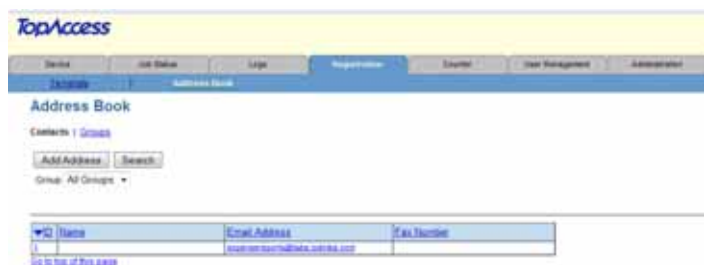 TopAccess
Device Job Status Logs Registration Counter User Management Administration
Template | Address Book
Address Book
Contacts | Groups
Add Address Search
Group All Groups
ID Name Email Address Fax Number
1
Go to top of this page